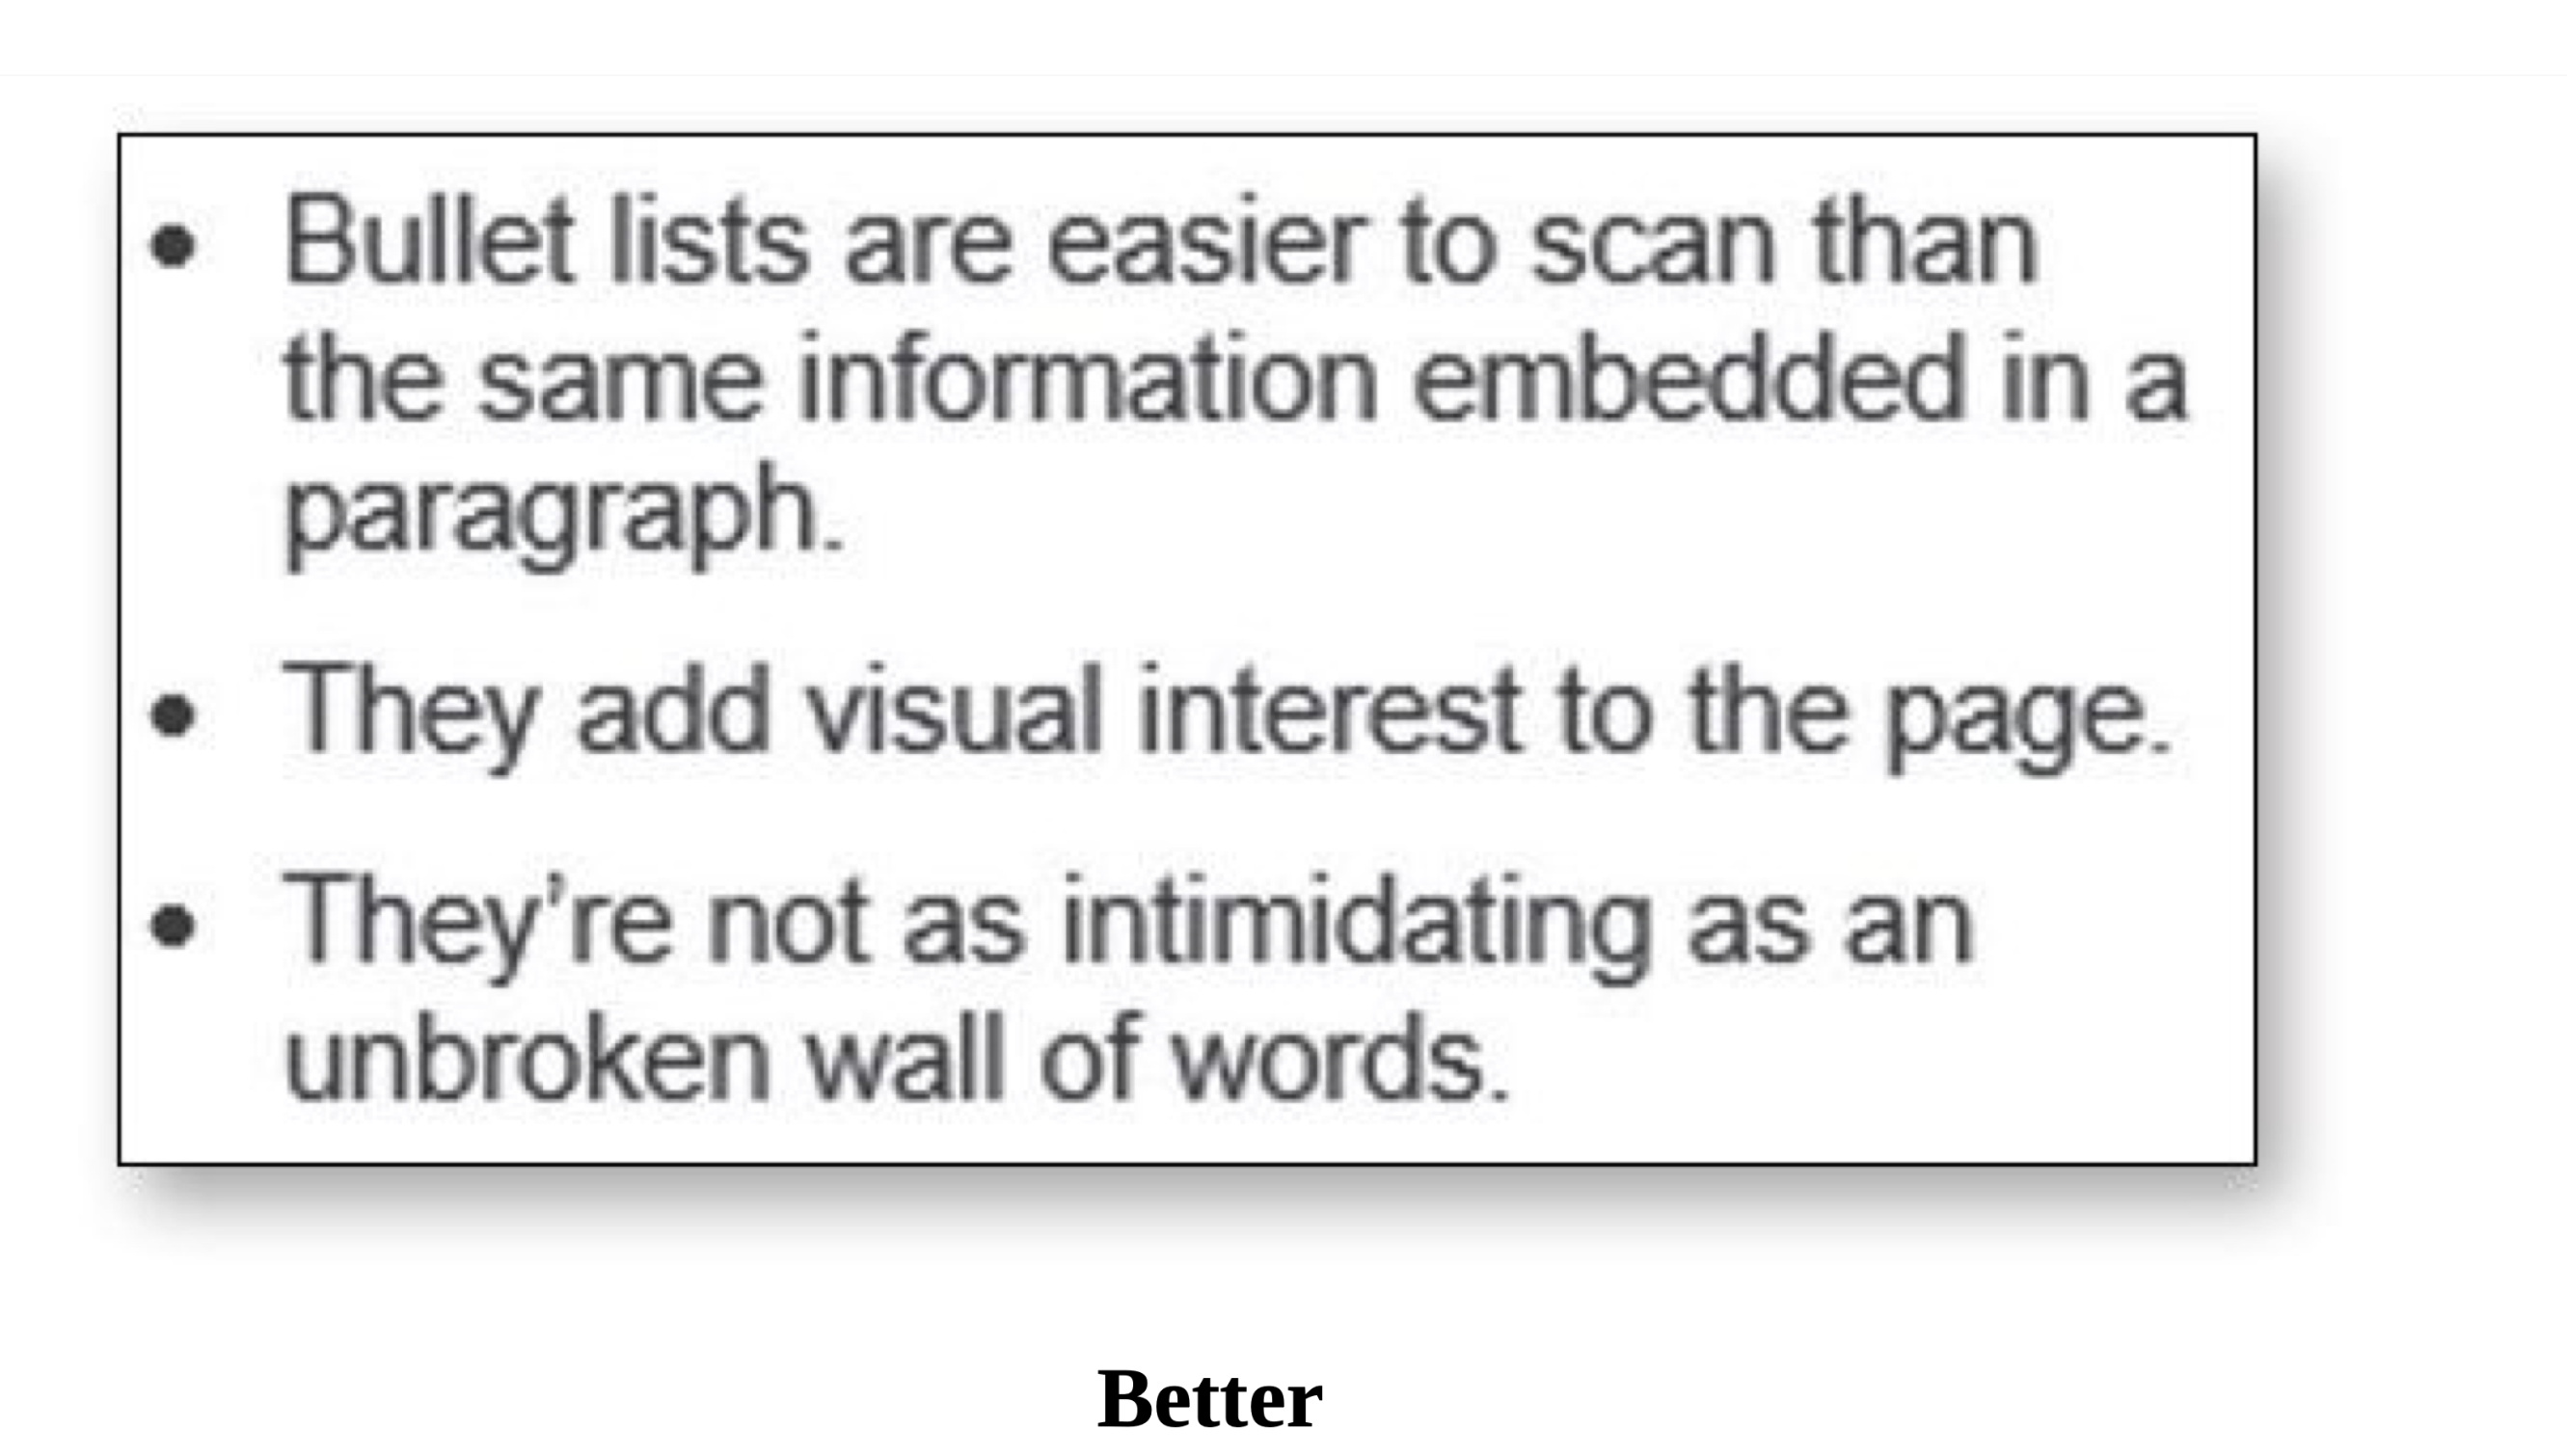 • Bullet lists are easier to scan than
the same information embedded in a
paragraph.
• They add visual interest to the page.
• They’re not as intimidating as an
unbroken wall of words.
Better